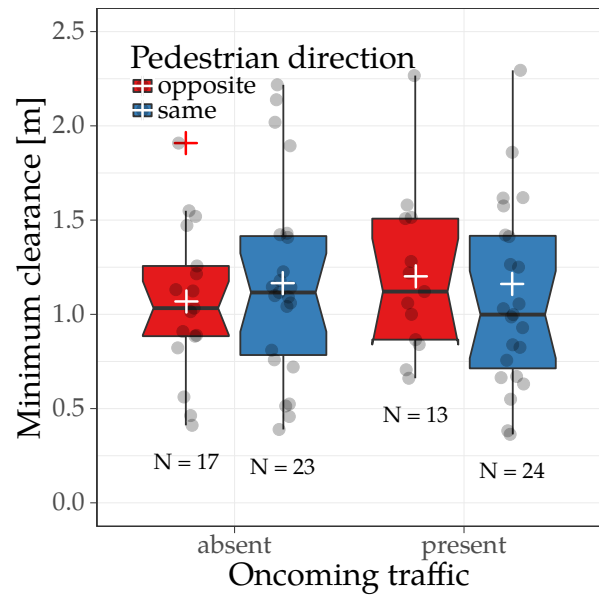 Pedestrian direction
opposite
same
2.5
2.0
1.5
1.0
0.5
0.0
Minimum clearance [m]
N = 17
N = 23
N = 13
N = 24
absent
present
Oncoming traffic